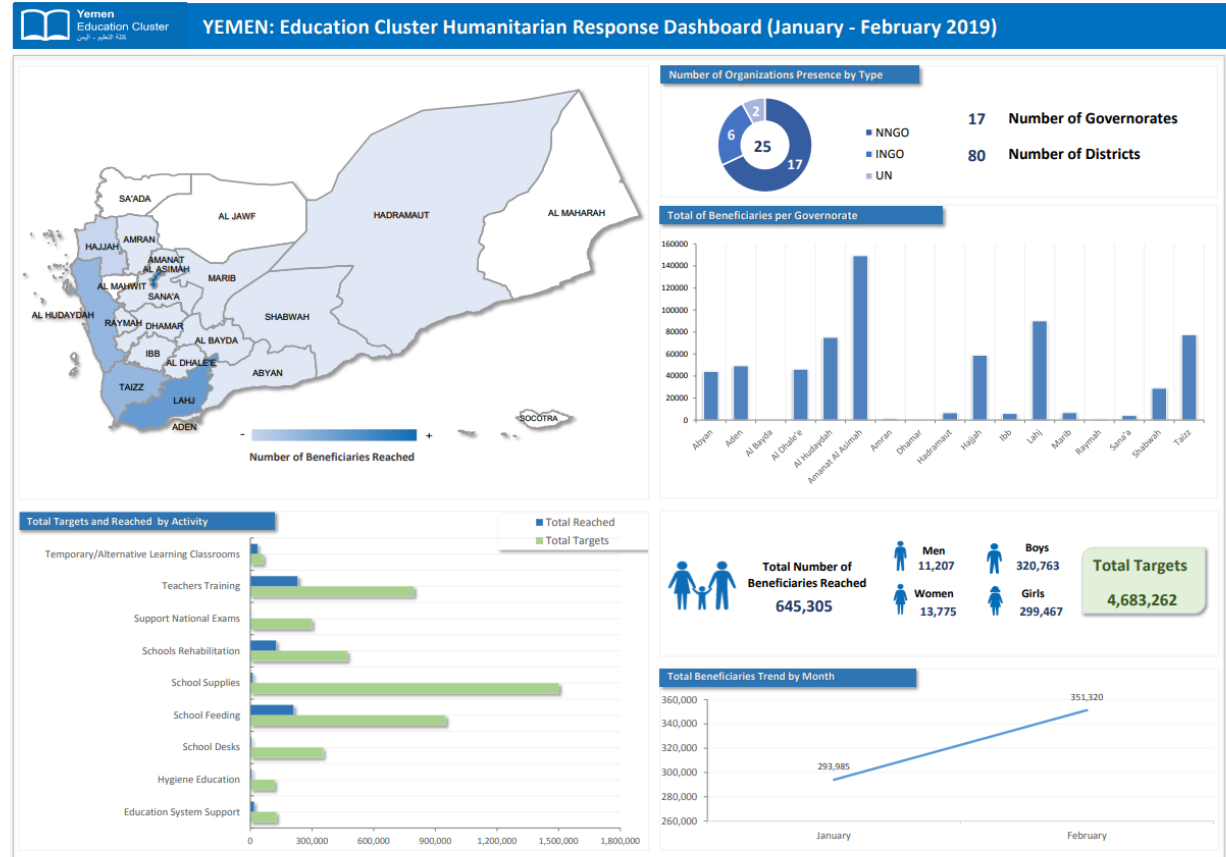 Yemen
Education Cluster
كتلة التعليم - اليمن
YEMEN: Education Cluster Humanitarian Response Dashboard (January - February 2019)
SA'ADA
AL JAWF
HADRAMAUT
AL MAHARAH
HAJJAH
AMRAN
AMANAT
AL ASIMAH
AL MAHWIT
MARIB
SANA'A
AL HUDAYDAH
RAYMAH
DHAMAR
SHABWAH
AL BAYDA
IBB
AL DHALE'E
ABYAN
TAIZZ
LAHJ
ADEN
SOCOTRA
- +
Number of Beneficiaries Reached
Number of Organizations Presence by Type
2
6
25
17
NNGO
INGO
UN
17 Number of Governorates
80 Number of Districts
Total of Beneficiaries per Governorate
160000
140000
120000
100000
80000
60000
40000
20000
0
Abyan
Aden
Al Bayda
Al Dhale'e
Al Hudaydah
Amanat Al Asimah
Amran
Dhamar
Hadramaut
Hajjah
Ibb
Lahj
Marib
Raymah
Sana'a
Shabwah
Taizz
Total Targets and Reached by Activity
Total Reached
Total Targets
Temporary/Alternative Learning Classrooms
Teachers Training
Support National Exams
Schools Rehabilitation
School Supplies
School Feeding
School Desks
Hygiene Education
Education System Support
0 300,000 600,000 900,000 1,200,000 1,500,000 1,800,000
Total Number of
Beneficiaries Reached
645,305
Men
11,207
Boys
320,763
Women
13,775
Girls
299,467
Total Targets
4,683,262
Total Beneficiaries Trend by Month
360,000
340,000
320,000
300,000
280,000
260,000
293,985
351,320
January
February